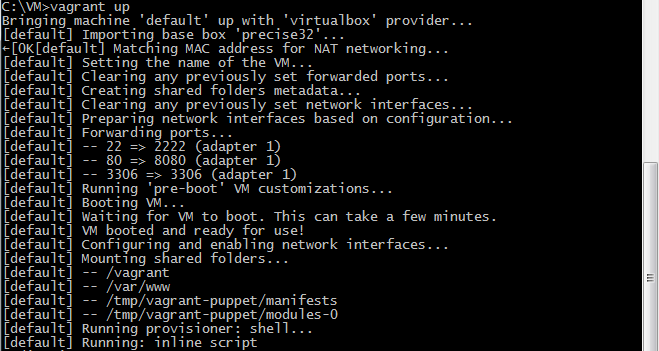 C:\VM>vagrant up
Bringing machine 'default' up with 'virtualbox' provider...
[default] Importing base box 'precise32'...
←[0K[default] Matching MAC address for NAT networking...
[default] Setting the name of the VM...
[default] Clearing any previously set forwarded ports...
[default] Creating shared folders metadata...
[default] Clearing any previously set network interfaces...
[default] Preparing network interfaces based on configuration...
[default] Forwarding ports...
[default] -- 22 => 2222 (adapter 1)
[default] -- 80 => 8080 (adapter 1)
[default] -- 3306 => 3306 (adapter 1)
[default] Running 'pre-boot' VM customizations...
[default] Booting VM...
[default] Waiting for VM to boot. This can take a few minutes.
[default] VM booted and ready for use!
[default] Configuring and enabling network interfaces...
[default] Mounting shared folders...
[default] -- /vagrant
[default] -- /var/www
[default] -- /tmp/vagrant-puppet/manifests
[default] -- /tmp/vagrant-puppet/modules-0
[default] Running provisioner: shell...
[default] Running: inline script